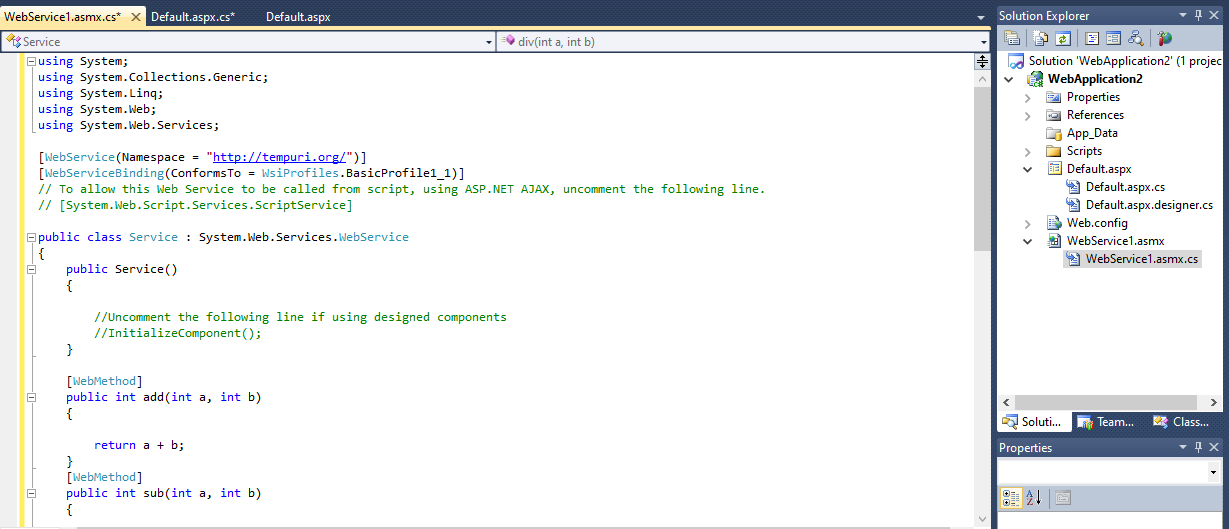 WebService1.asmx.cs* Default.aspx.cs* Default.aspx
Service div(int a, int b)
using System;
using System.Collections.Generic;
using System.Linq;
using System.Web;
using System.Web.Services;
[WebService(Namespace = "http://tempuri.org/")]
[WebServiceBinding(ConformsTo = WsiProfiles.BasicProfile1_1)]
// To allow this Web Service to be called from script, using ASP.NET AJAX, uncomment the following line.
// [System.Web.Script.Services.ScriptService]
public class Service : System.Web.Services.WebService
{
public Service()
{
//Uncomment the following line if using designed components
//InitializeComponent();
}
[WebMethod]
public int add(int a, int b)
{
return a + b;
}
[WebMethod]
public int sub(int a, int b)
{
Solution Explorer
Solution 'WebApplication2' (1 projec
WebApplication2
Properties
References
App_Data
Scripts
Default.aspx
Default.aspx.cs
Default.aspx.designer.cs
Web.config
WebService1.asmx
WebService1.asmx.cs
Soluti... Team... Class...
Properties